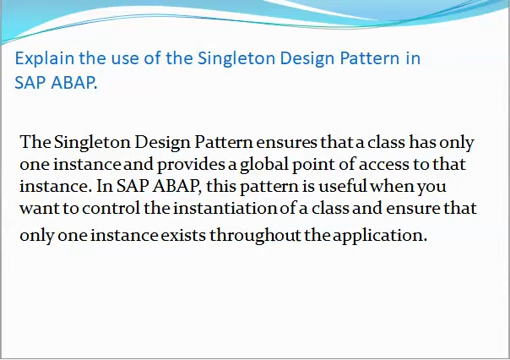 Explain the use of the Singleton Design Pattern in
SAP ABAP.
The Singleton Design Pattern ensures that a class has only
one instance and provides a global point of access to that
instance. In SAP ABAP, this pattern is useful when you
want to control the instantiation of a class and ensure that
only one instance exists throughout the application.